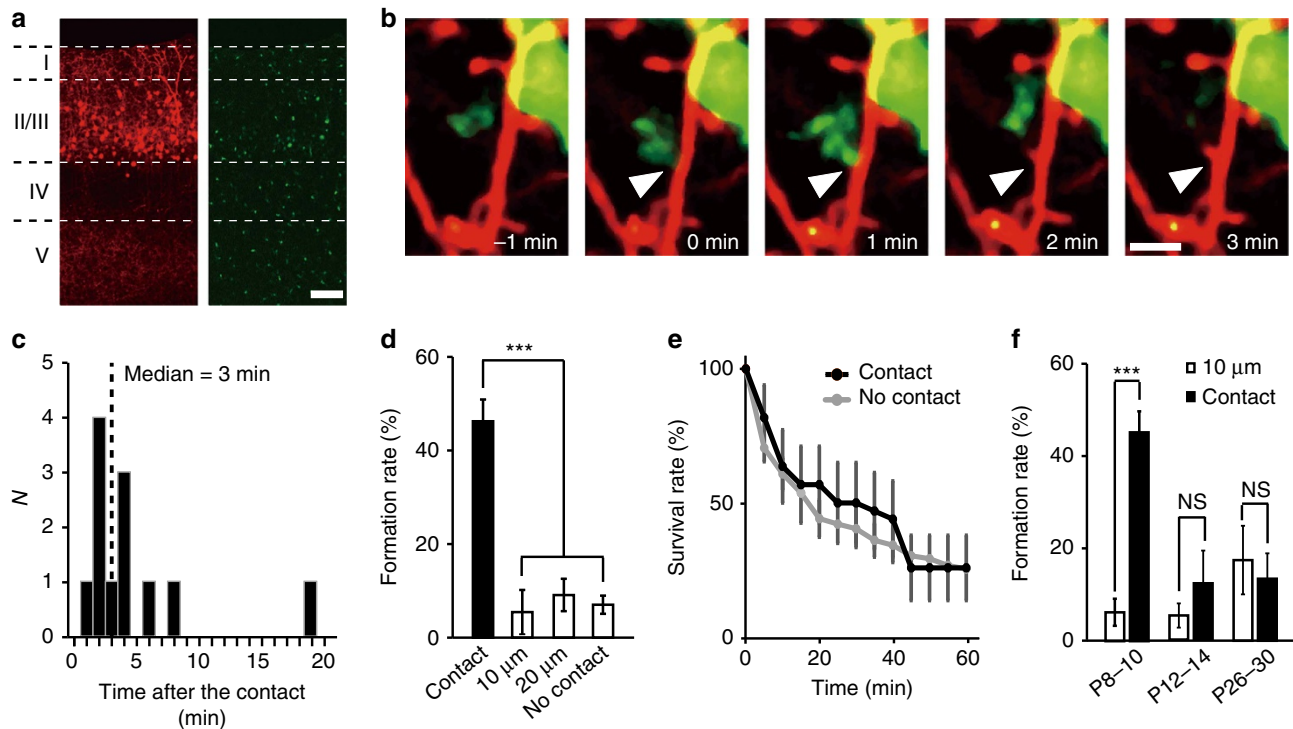 a
I
II/III
IV
V
b
–1 min
0 min
1 min
2 min
3 min
c
5
4
3
2
1
0
N
Median = 3 min
0 5 10 15 20
Time after the contact
(min)
d
60
40
20
0
Formation rate (%)
***
Contact
10 μm
20 μm
No contact
e
100
50
0
Survival rate (%)
Contact
No contact
0 20 40 60
Time (min)
f
60
40
20
0
Formation rate (%)
10 μm
Contact
***
NS
NS
P8–10
P12–14
P26–30